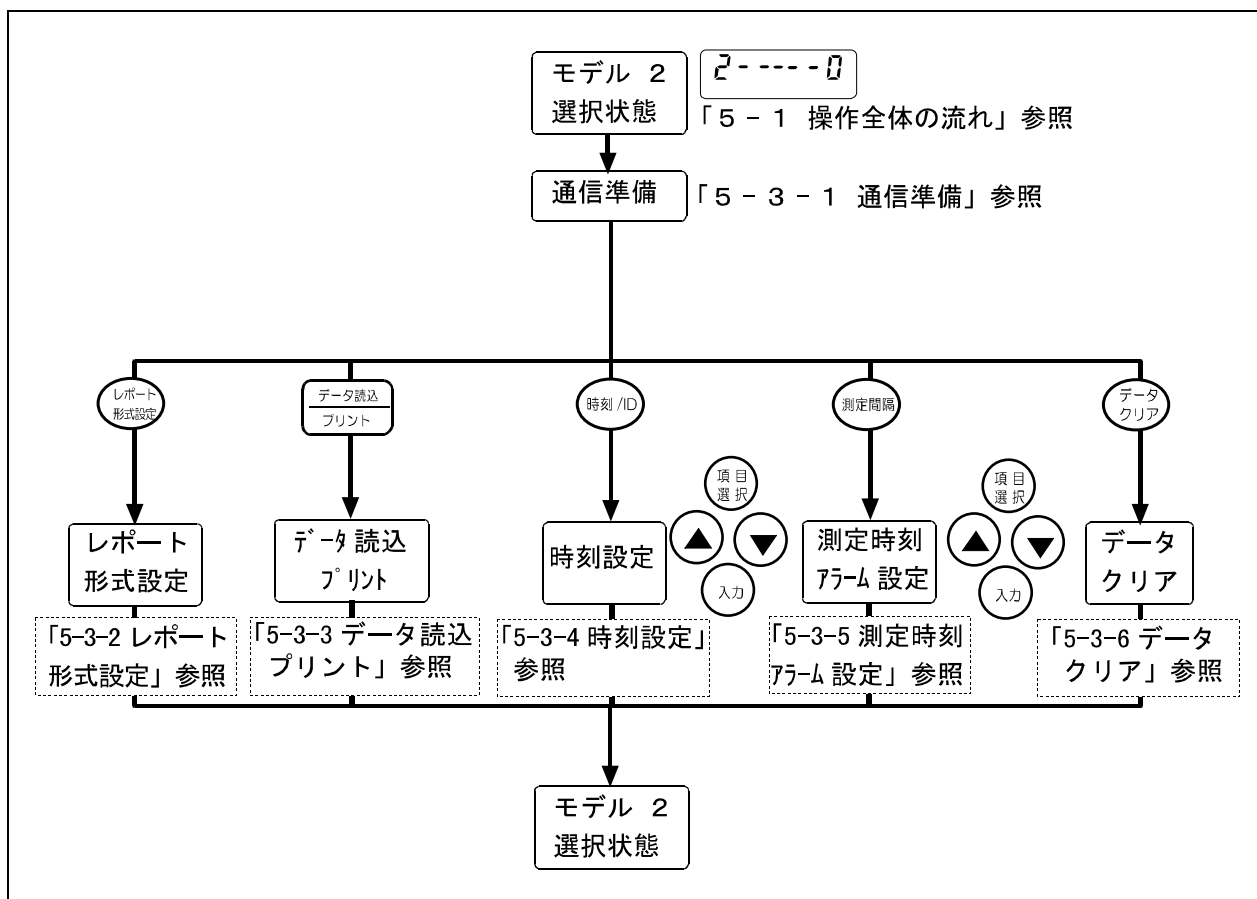 モデル 2
選択状態
2-----0
「5-1 操作全体の流れ」参照
通信準備
「5-3-1 通信準備」参照
レポート
形式設定
データ読込
プリント
時刻/ID
測定間隔
データ
クリア
レポート
形式設定
データ読込
プリント
時刻設定
項目
選択
▲ ▼
入力
測定時刻
アラーム設定
項目
選択
▲ ▼
入力
データ
クリア
「5-3-2 レポート
形式設定」参照
「5-3-3 データ読込
プリント」参照
「5-3-4 時刻設定」
参照
「5-3-5 測定時刻
アラーム設定」参照
「5-3-6 データ
クリア」参照
モデル 2
選択状態